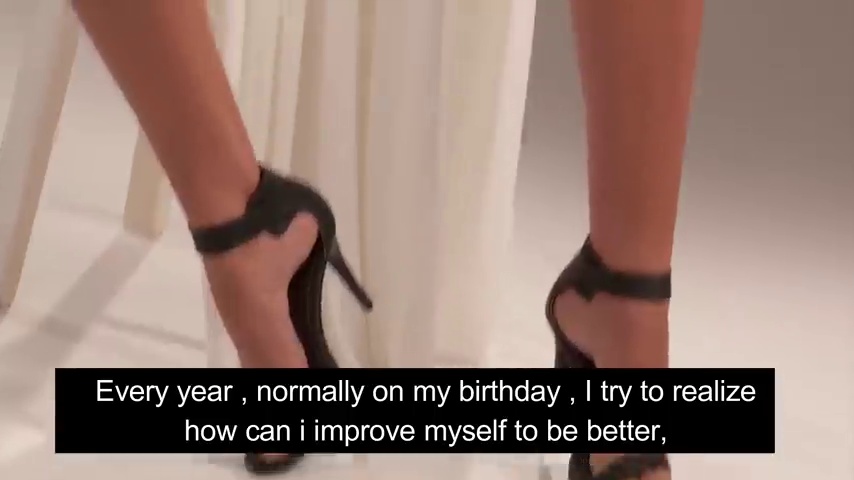 Every year , normally on my birthday , I try to realize
how can i improve myself to be better,